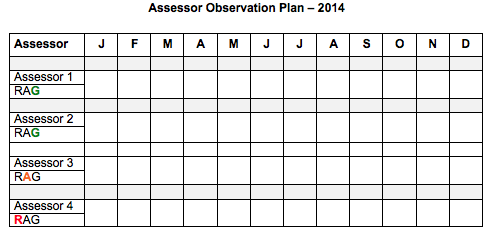 Assessor Observation Plan – 2014
Assessor J F M A M J J A S O N D
Assessor 1
RAG
Assessor 2
RAG
Assessor 3
RAG
Assessor 4
RAG